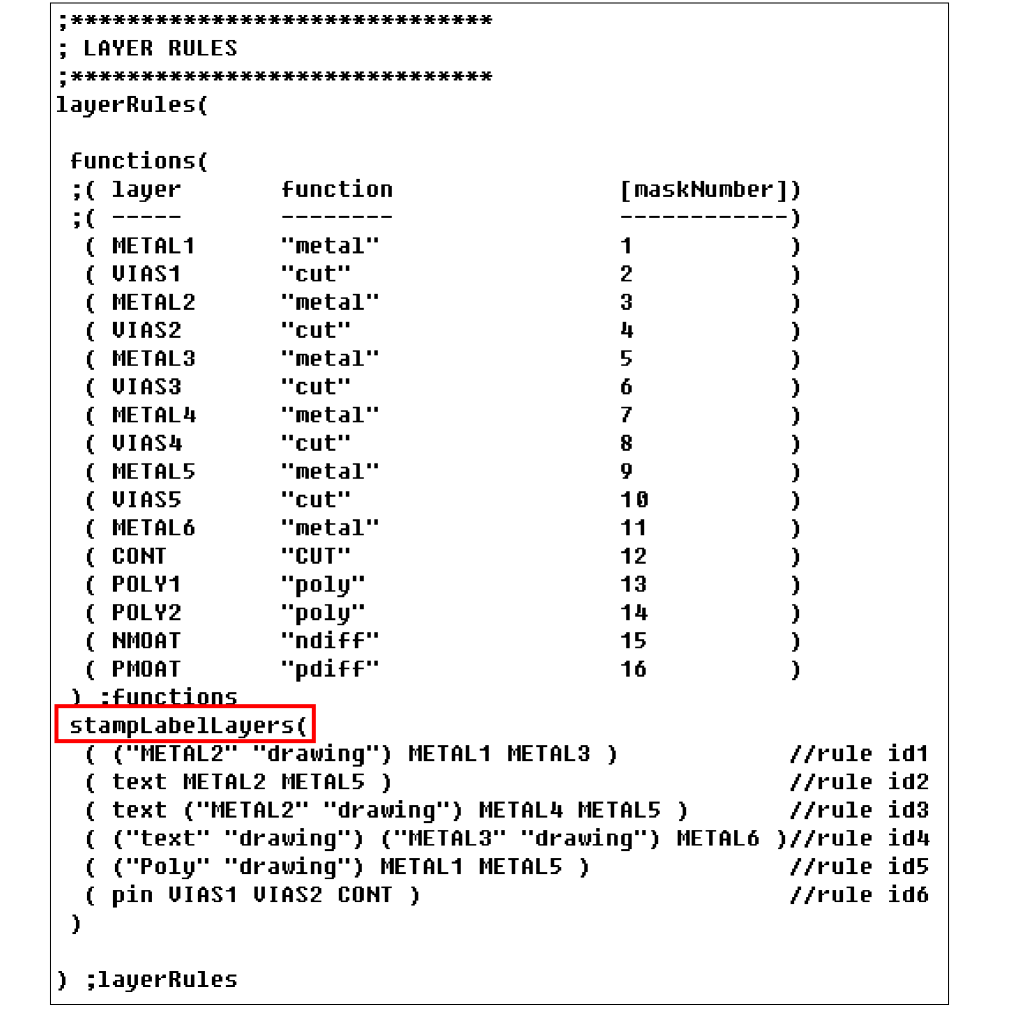 ;******************************
; LAYER RULES
;******************************
layerRules(
functions(
;( layer function [maskNumber])
;( ----- -------- ------------)
( METAL1 "metal" 1 )
( VIAS1 "cut" 2 )
( METAL2 "metal" 3 )
( VIAS2 "cut" 4 )
( METAL3 "metal" 5 )
( VIAS3 "cut" 6 )
( METAL4 "metal" 7 )
( VIAS4 "cut" 8 )
( METAL5 "metal" 9 )
( VIAS5 "cut" 10 )
( METAL6 "metal" 11 )
( CONT "CUT" 12 )
( POLY1 "poly" 13 )
( POLY2 "poly" 14 )
( NMOAT "ndiff" 15 )
( PMOAT "pdiff" 16 )
) ;functions
stampLabelLayers(
( ("METAL2" "drawing") METAL1 METAL3 ) //rule id1
( text METAL2 METAL5 ) //rule id2
( text ("METAL2" "drawing") METAL4 METAL5 ) //rule id3
( ("text" "drawing") ("METAL3" "drawing") METAL6 )//rule id4
( ("Poly" "drawing") METAL1 METAL5 ) //rule id5
( pin VIAS1 VIAS2 CONT ) //rule id6
)
) ;layerRules